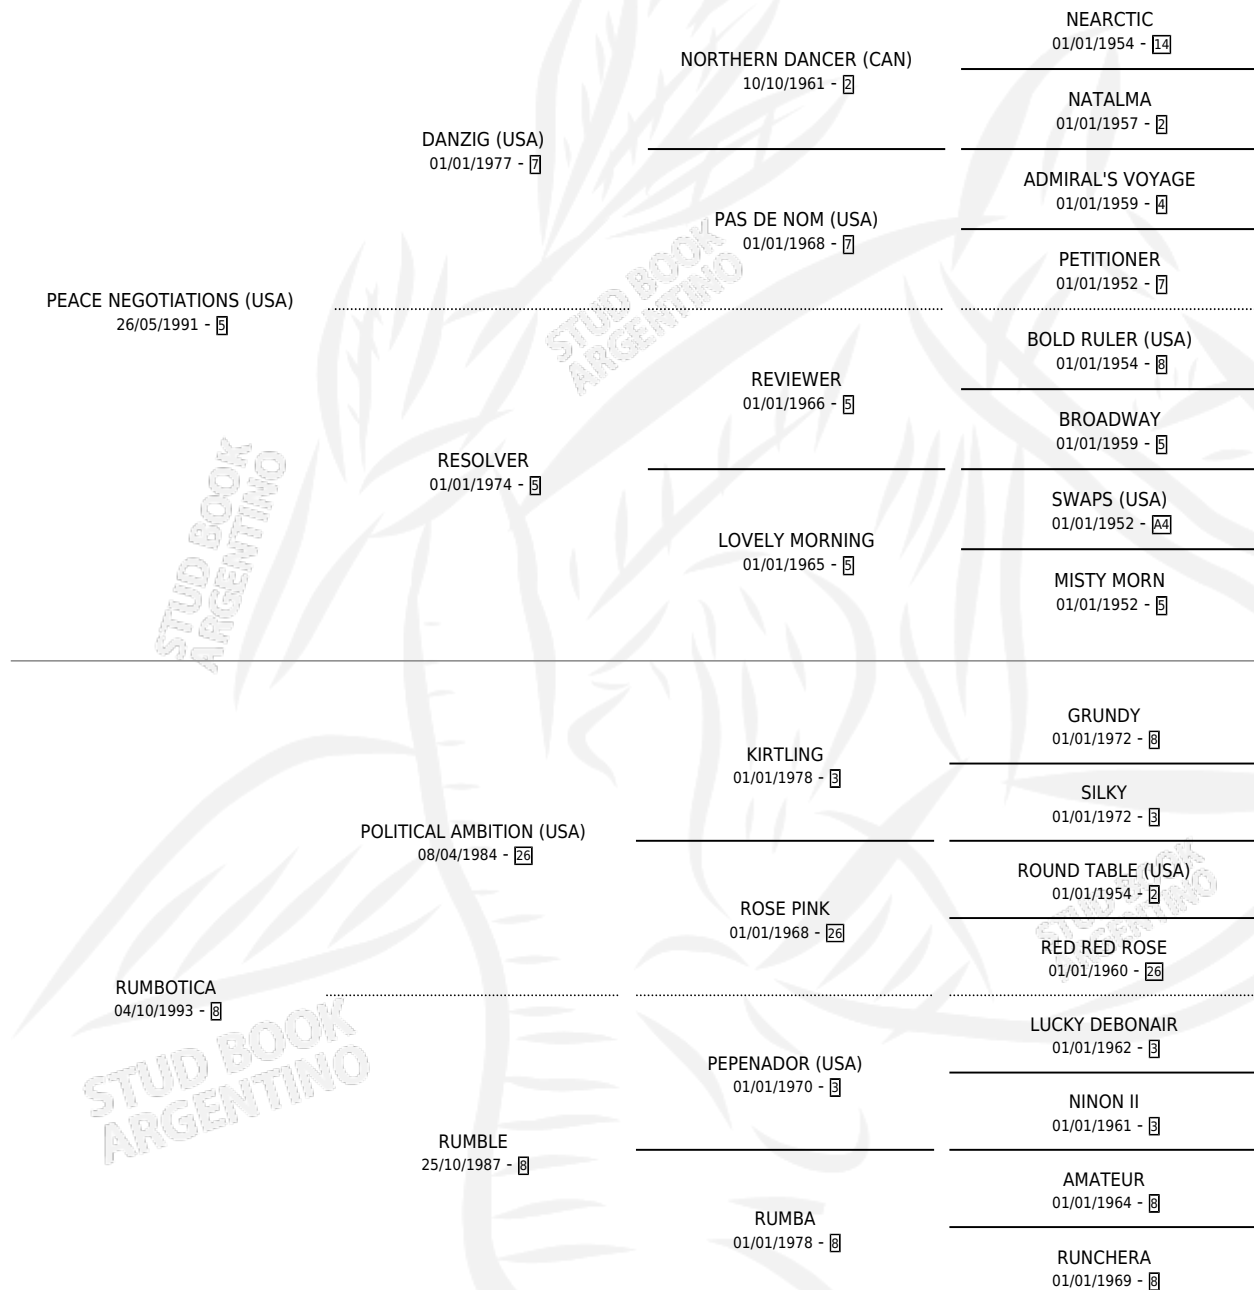 NEARCTIC
01/01/1954 - 14
NORTHERN DANCER (CAN)
10/10/1961 - 2
NATALMA
01/01/1957 - 2
DANZIG (USA)
01/01/1977 - 7
ADMIRAL'S VOYAGE
01/01/1959 - 4
PAS DE NOM (USA)
01/01/1968 - 7
PETITIONER
01/01/1952 - 7
PEACE NEGOTIATIONS (USA)
26/05/1991 - 5
BOLD RULER (USA)
01/01/1954 - 8
REVIEWER
01/01/1966 - 5
BROADWAY
01/01/1959 - 5
RESOLVER
01/01/1974 - 5
SWAPS (USA)
01/01/1952 - A4
LOVELY MORNING
01/01/1965 - 5
MISTY MORN
01/01/1952 - 5
GRUNDY
01/01/1972 - 8
KIRTLING
01/01/1978 - 3
SILKY
01/01/1972 - 3
POLITICAL AMBITION (USA)
08/04/1984 - 26
ROUND TABLE (USA)
01/01/1954 - 2
ROSE PINK
01/01/1968 - 26
RED RED ROSE
01/01/1960 - 26
RUMBOTICA
04/10/1993 - 8
LUCKY DEBONAIR
01/01/1962 - 3
PEPENADOR (USA)
01/01/1970 - 3
NINON II
01/01/1961 - 3
RUMBLE
25/10/1987 - 8
AMATEUR
01/01/1964 - 8
RUMBA
01/01/1978 - 8
RUNCHERA
01/01/1969 - 8
STUD BOOK
ARGENTINO
STUD BOOK
ARGENTINO
STUD BOOK
ARGENTINO
STUD BOOK
ARGENTINO